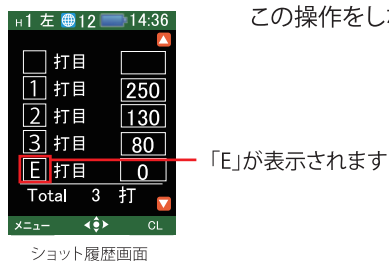 H1 左 12 14:36
この操作をし
打目
1 打目 250
2 打目 130
3 打目 80
E 打目 0
「E」が表示されます
Total 3 打
メニュー CL
ショット履歴画面